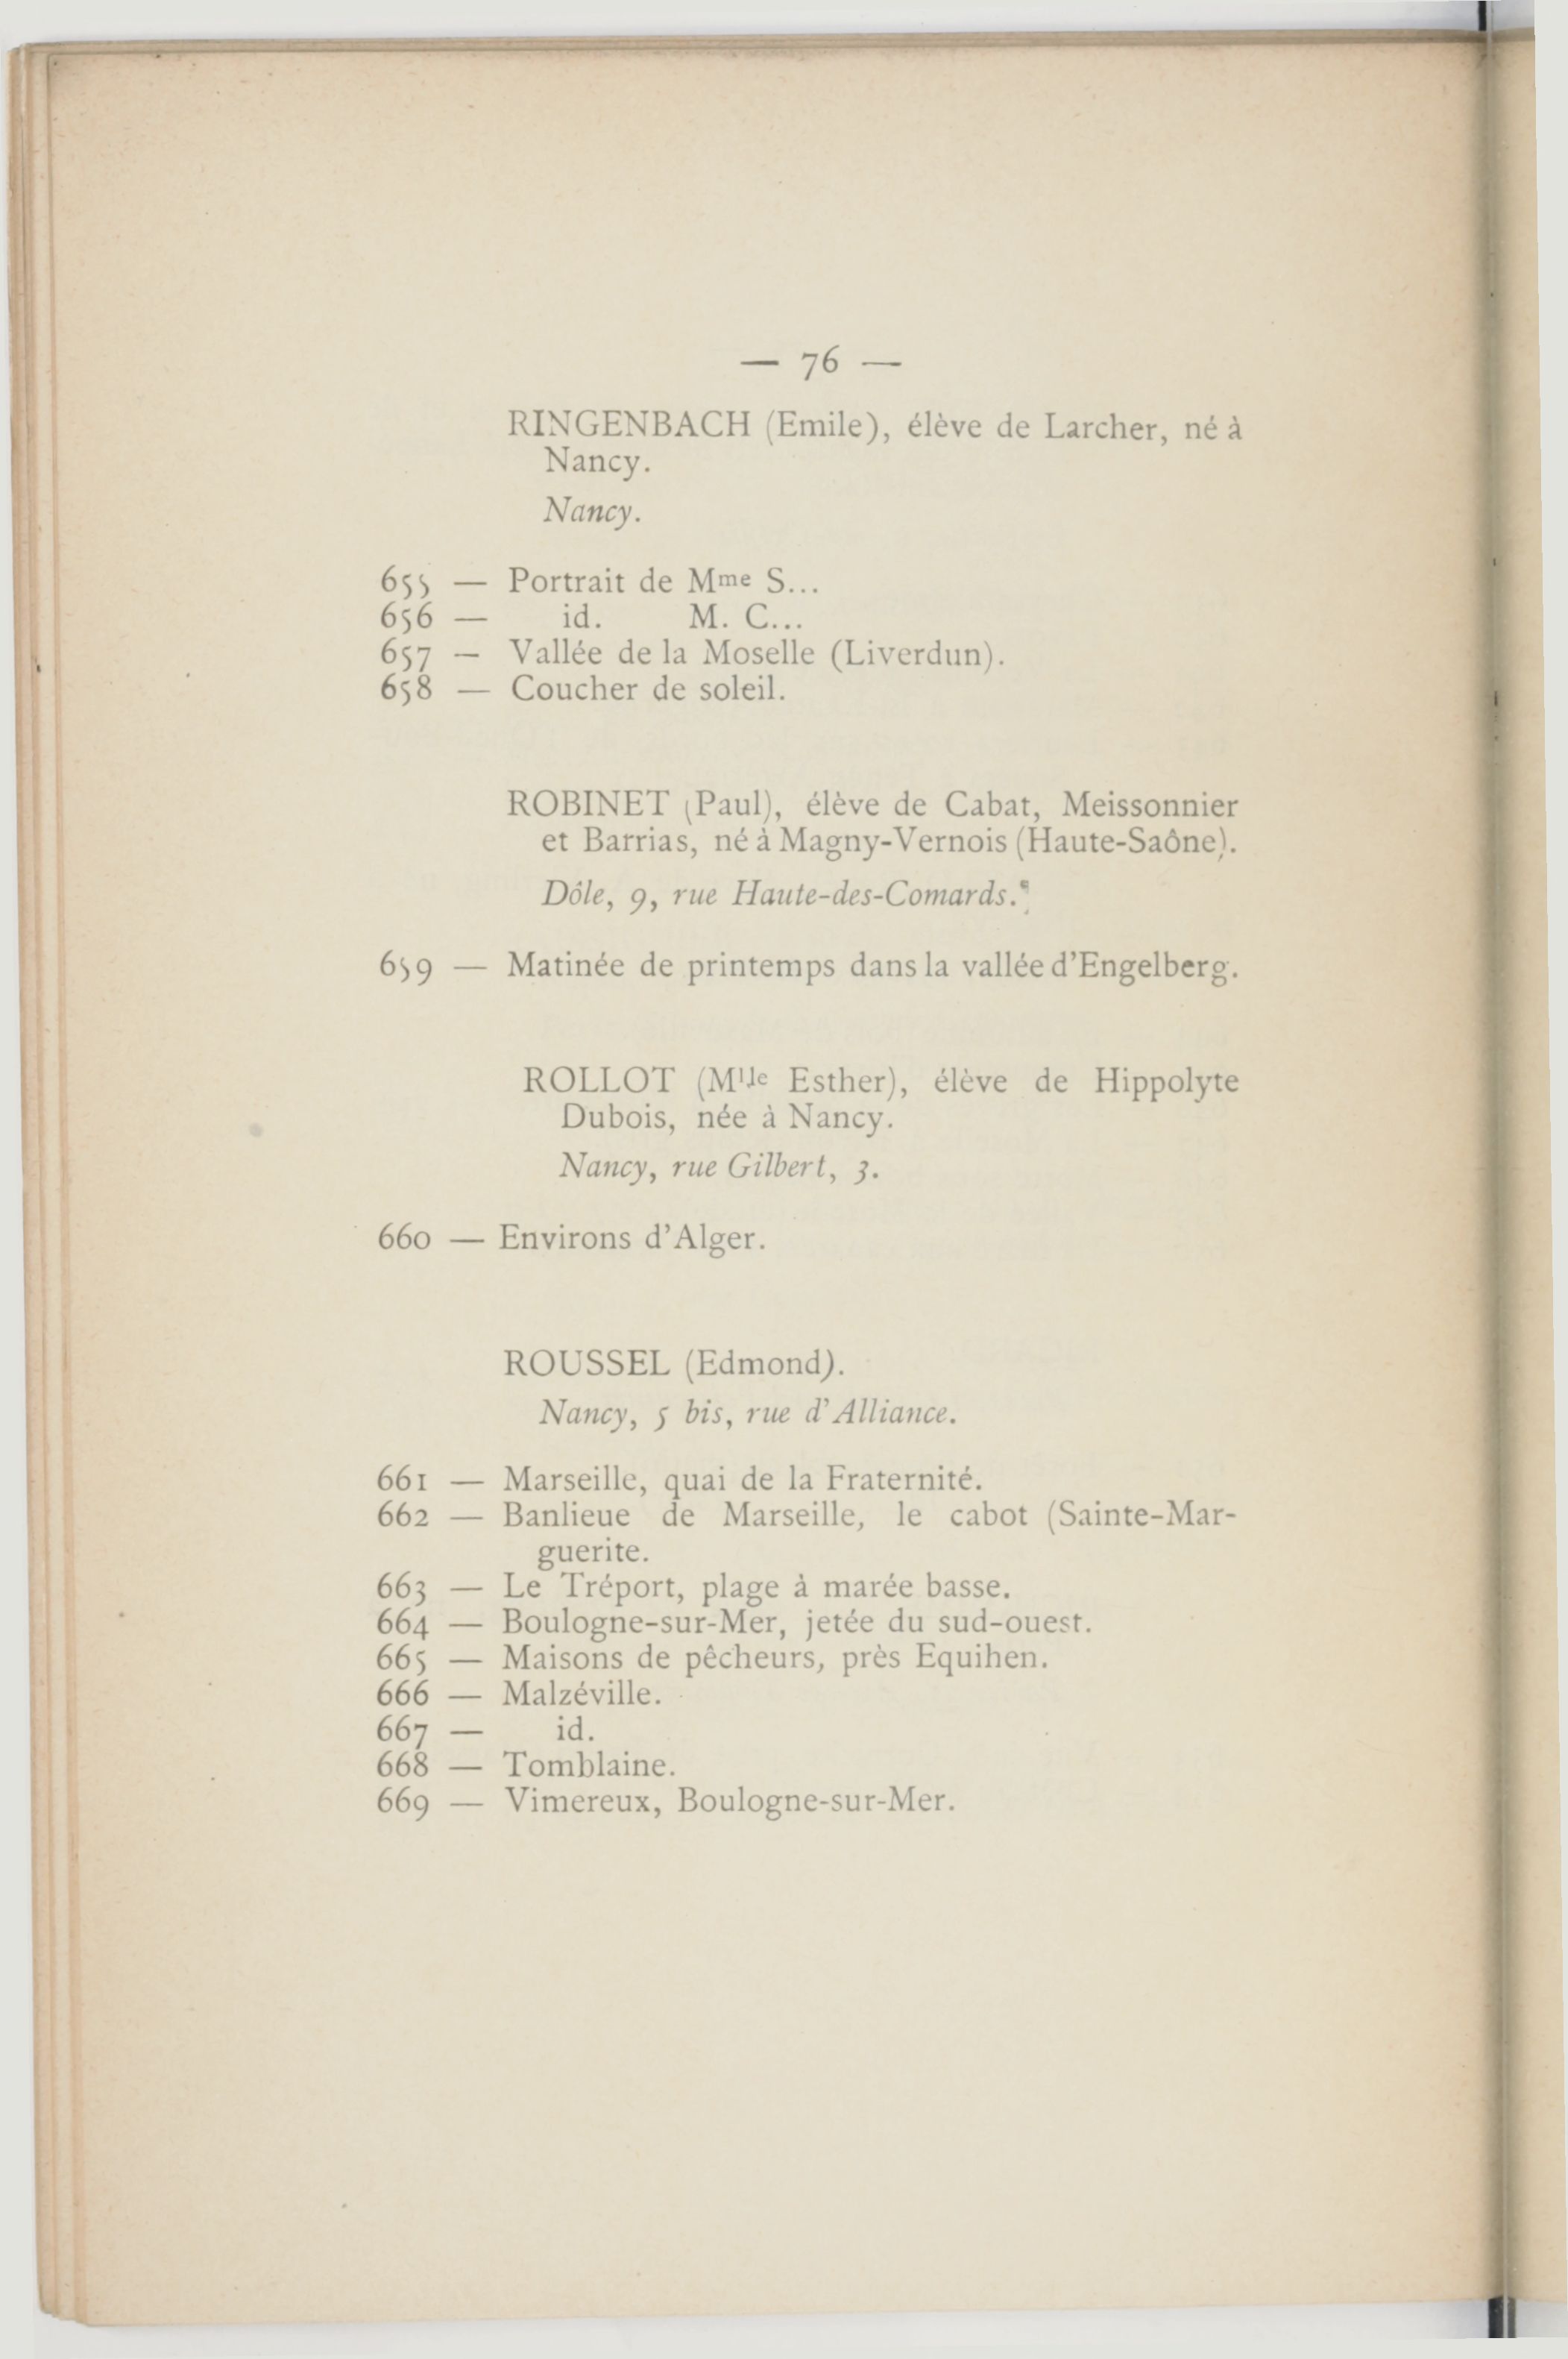 — 76 —
RINGENBACH (Emile), élève de Larcher, né à
Nancy.
Nancy.
655 — Portrait de Mme S...
656 — id. M. C...
657 — Vallée de la Moselle (Liverdun).
658 — Coucher de soleil.
ROBINET (Paul), élève de Cabat, Meissonnier
et Barrias, né à Magny-Vernois (Haute-Saône).
Dôle, 9, rue Haute-des-Comards.
659 — Matinée de printemps dans la vallée d'Engelberg.
ROLLOT (Mlle Esther), élève de Hippolyte
Dubois, née à Nancy.
Nancy, rue Gilbert, 3.
660 — Environs d'Alger.
ROUSSEL (Edmond).
Nancy, 5 bis, rue d'Alliance.
661 — Marseille, quai de la Fraternité.
662 — Banlieue de Marseille, le cabot (Sainte-Mar-
guerite.
663 — Le Tréport, plage à marée basse.
664 — Boulogne-sur-Mer, jetée du sud-ouest.
665 — Maisons de pêcheurs, près Equihen.
666 — Malzéville.
667 — id.
668 — Tomblaine.
669 — Vimereux, Boulogne-sur-Mer.